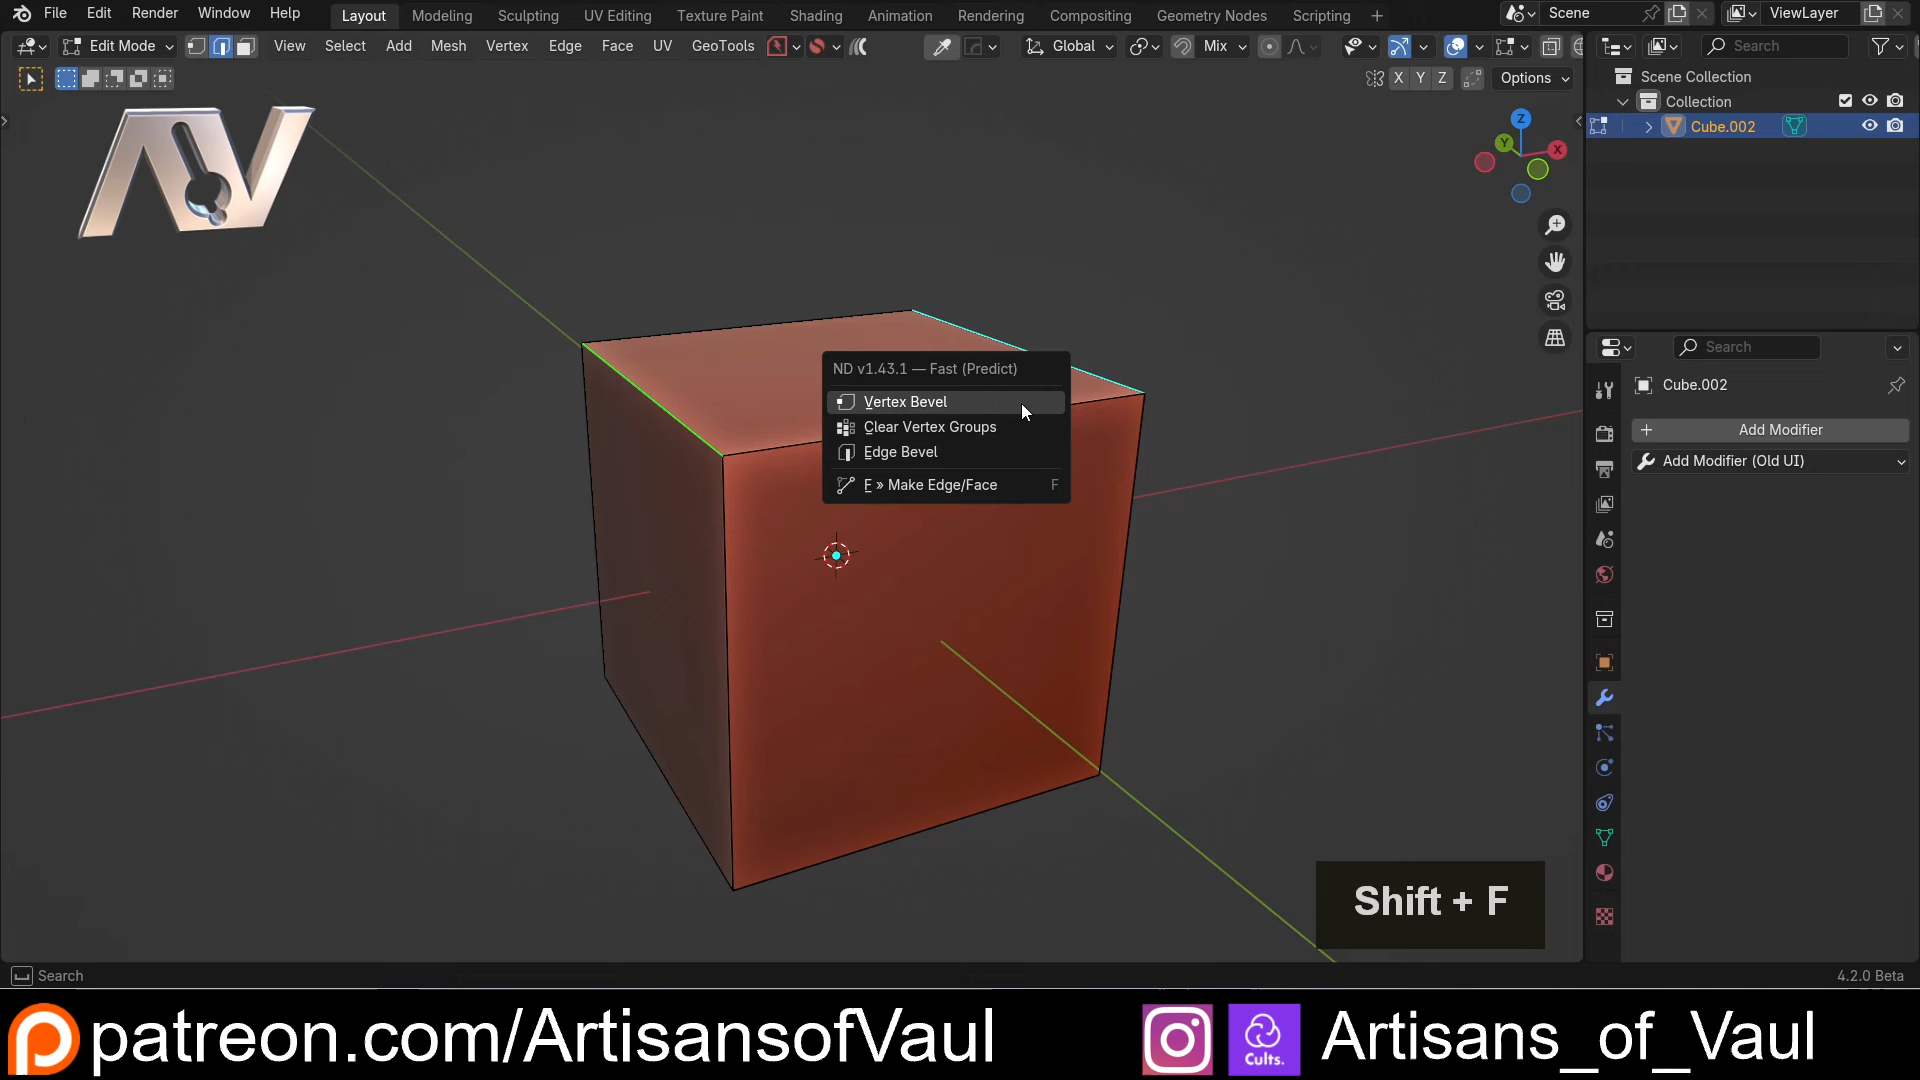 File Edit Render Window Help Layout Modeling Sculpting UV Editing Texture Paint Shading Animation Rendering Compositing Geometry Nodes Scripting + Scene ViewLayer
Edit Mode View Select Add Mesh Vertex Edge Face UV GeoTools Global Mix Search
X Y Z Options
Scene Collection
Collection
Cube.002
Z
Y
X
Search
Cube.002
Add Modifier
Add Modifier (Old UI)
ND v1.43.1 — Fast (Predict)
Vertex Bevel
Clear Vertex Groups
Edge Bevel
F » Make Edge/Face F
Shift + F
Search
4.2.0 Beta
patreon.com/ArtisansofVaul
Cults.
Artisans_of_Vaul
AV